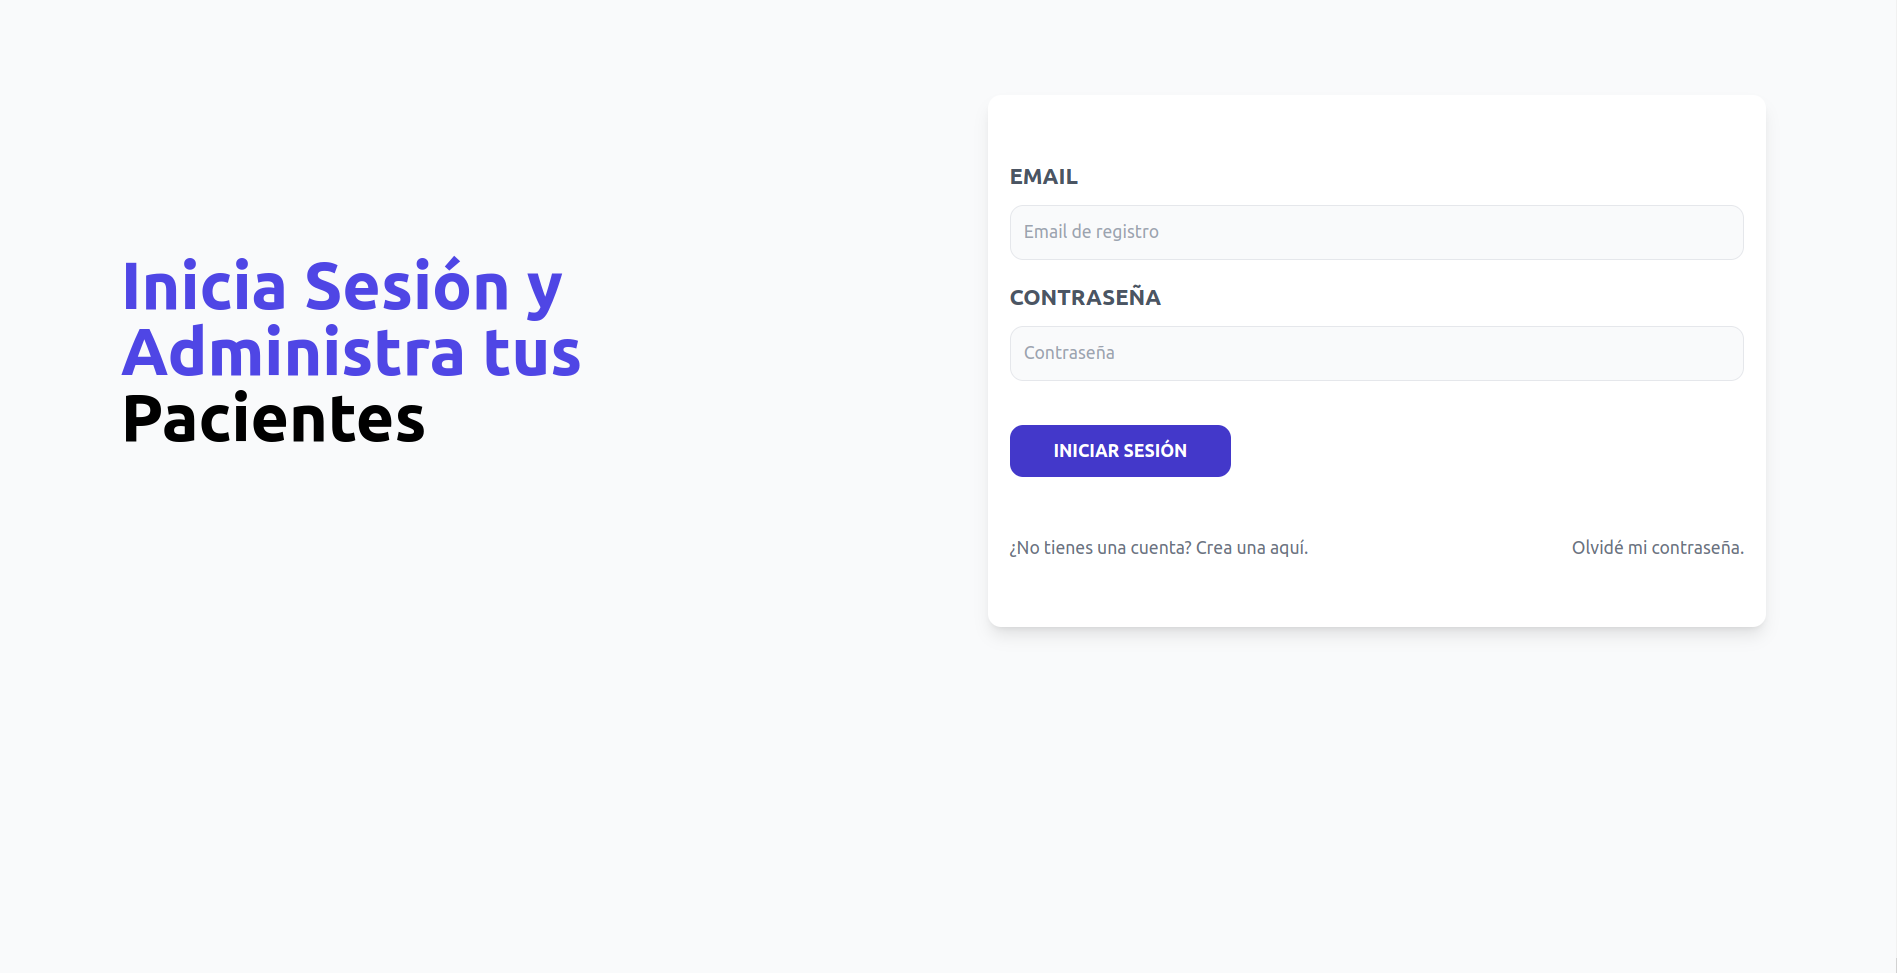 Inicia Sesión y
Administra tus
Pacientes
EMAIL
Email de registro
CONTRASEÑA
Contraseña
INICIAR SESIÓN
¿No tienes una cuenta? Crea una aquí.
Olvidé mi contraseña.